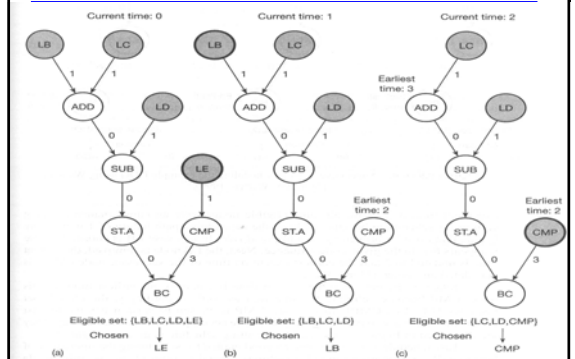 Current time: 0
LB
LC
1
1
ADD
LD
0
1
SUB
LE
0
1
ST.A
CMP
0
3
BC
Eligible set: {LB,LC,LD,LE}
Chosen
(a)
LE
Current time: 1
LB
LC
1
1
ADD
LD
0
1
SUB
0
Earliest
time: 2
ST.A
CMP
0
3
BC
Eligible set: {LB,LC,LD}
Chosen
(b)
LB
Current time: 2
LC
Earliest
time: 3
1
ADD
LD
0
1
SUB
0
Earliest
time: 2
ST.A
CMP
0
3
BC
Eligible set: {LC,LD,CMP}
Chosen
(c)
CMP